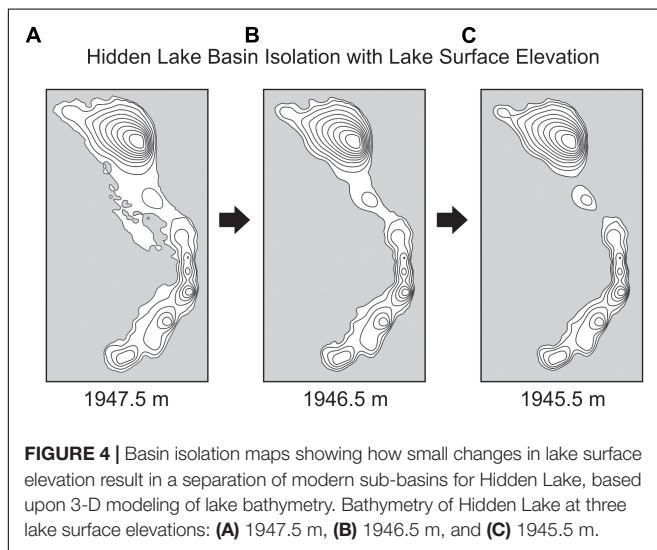 A B C
Hidden Lake Basin Isolation with Lake Surface Elevation
1947.5 m 1946.5 m 1945.5 m
FIGURE 4 | Basin isolation maps showing how small changes in lake surface
elevation result in a separation of modern sub-basins for Hidden Lake, based
upon 3-D modeling of lake bathymetry. Bathymetry of Hidden Lake at three
lake surface elevations: (A) 1947.5 m, (B) 1946.5 m, and (C) 1945.5 m.